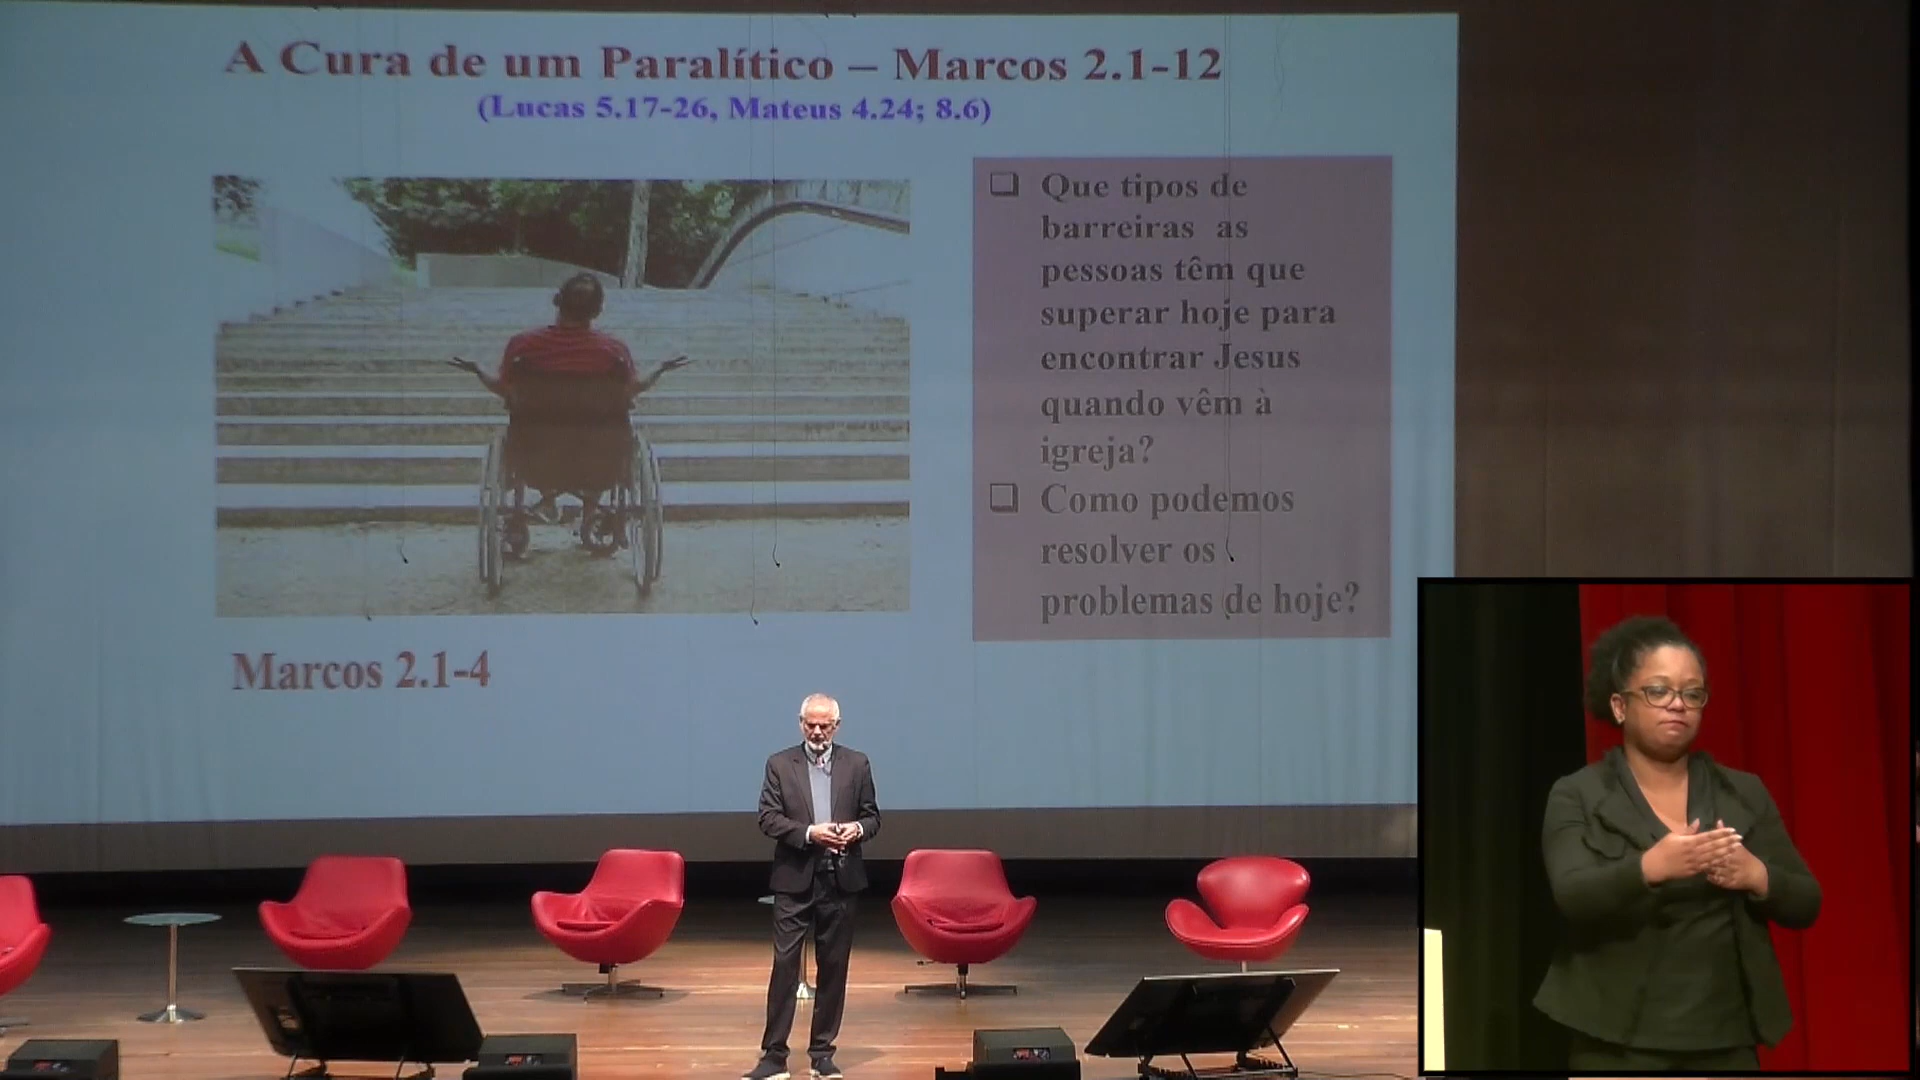 A Cura de um Paralítico – Marcos 2.1-12
(Lucas 5.17-26, Mateus 4.24; 8.6)
❑ Que tipos de
barreiras as
pessoas têm que
superar hoje para
encontrar Jesus
quando vêm à
igreja?
❑ Como podemos
resolver os
problemas de hoje?
Marcos 2.1-4